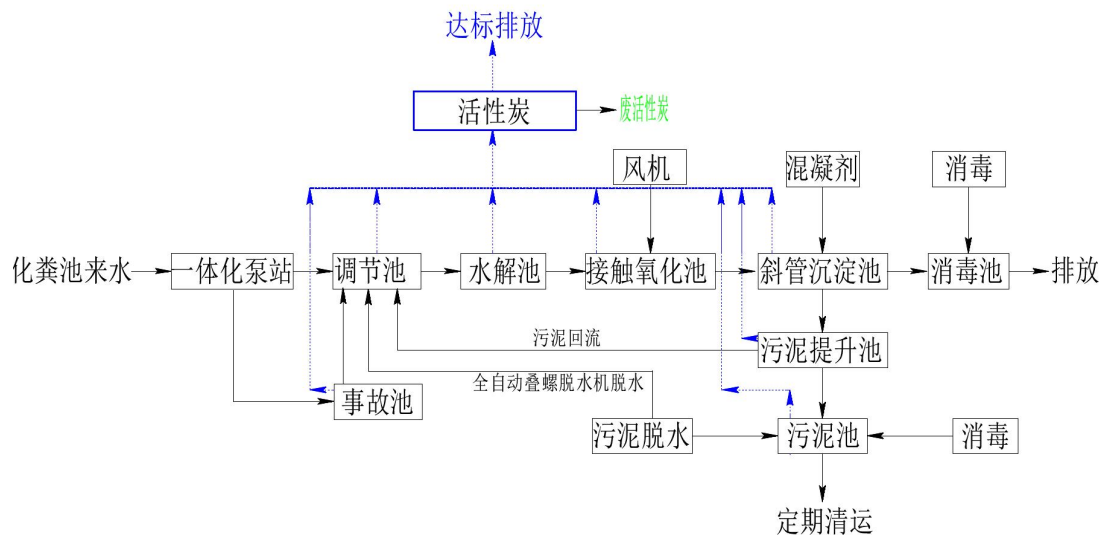 达标排放
活性炭
废活性炭
风机
混凝剂
消毒
化粪池来水
一体化泵站
调节池
水解池
接触氧化池
斜管沉淀池
消毒池
排放
污泥回流
污泥提升池
全自动叠螺脱水机脱水
事故池
污泥脱水
污泥池
消毒
定期清运